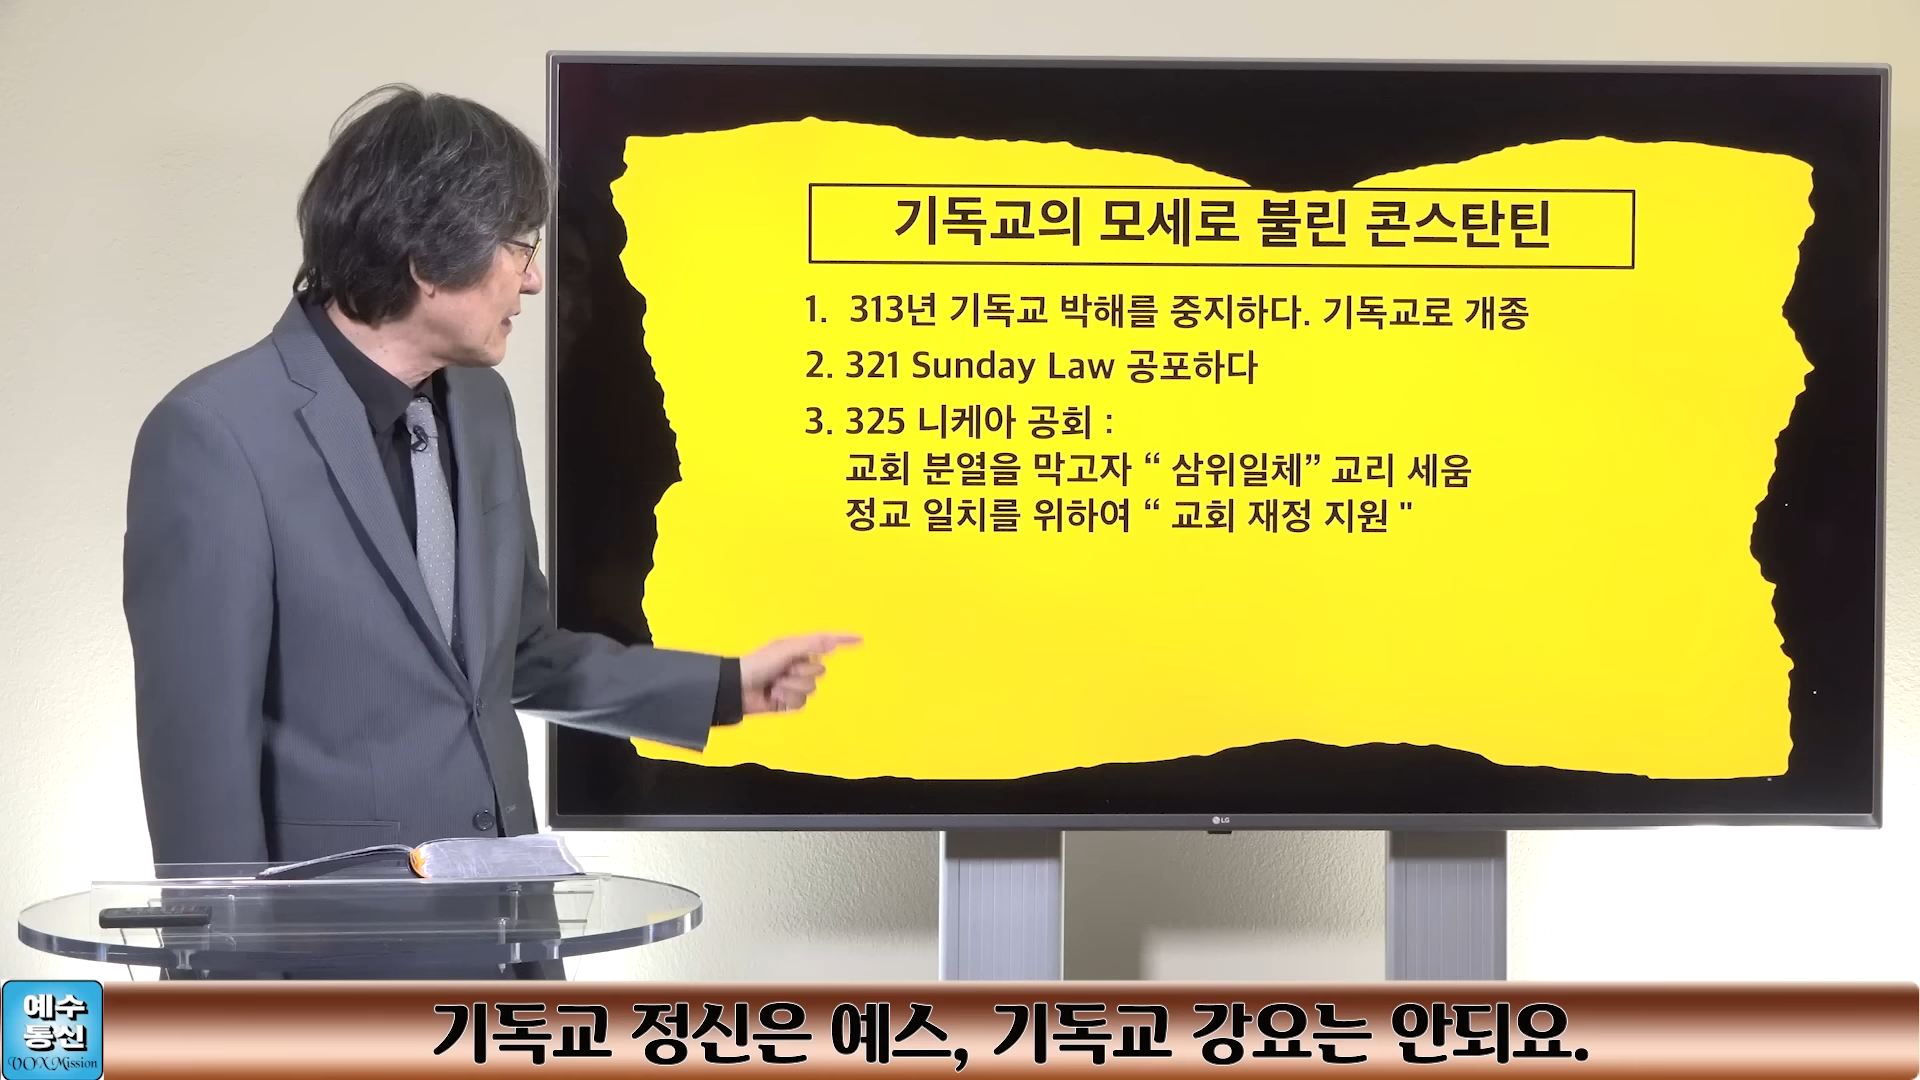 기독교의 모세로 불린 콘스탄틴
1. 313년 기독교 박해를 중지하다. 기독교로 개종
2. 321 Sunday Law 공포하다
3. 325 니케아 공회 :
교회 분열을 막고자 “ 삼위일체” 교리 세움
정교 일치를 위하여 “ 교회 재정 지원 "
LG
예수
통신
VOX Mission
기독교 정신은 예스, 기독교 강요는 안되요.